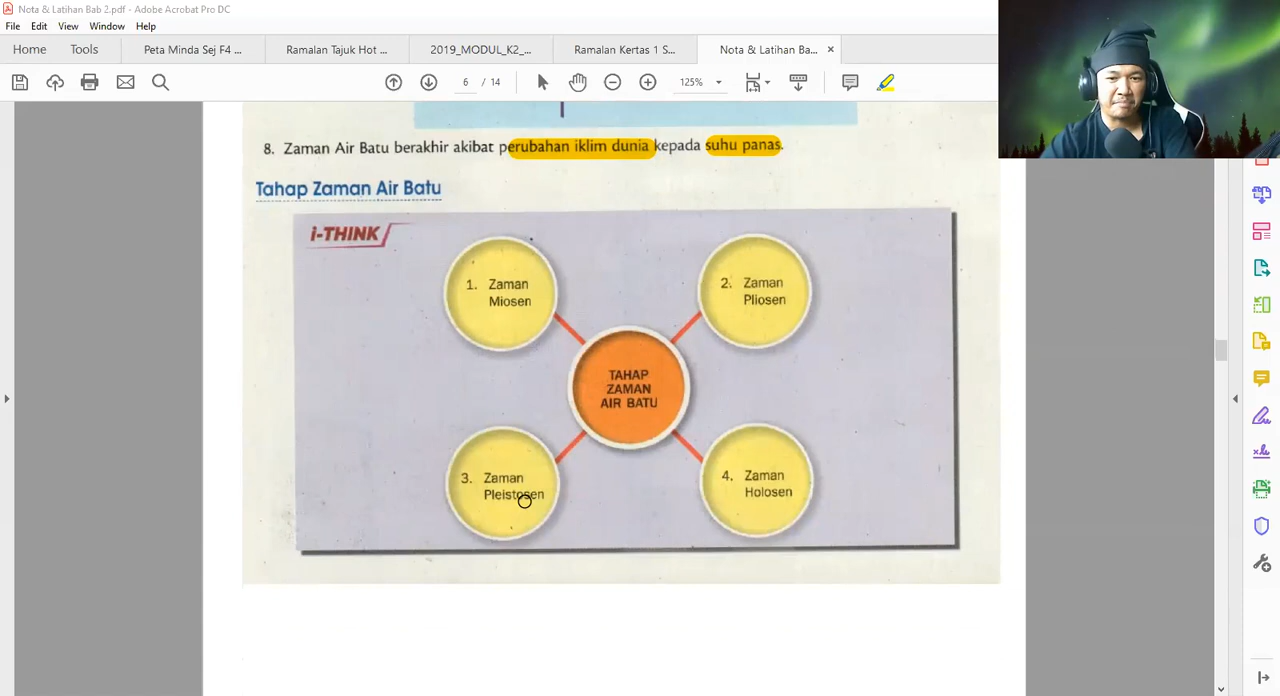 Nota & Latihan Bab 2.pdf - Adobe Acrobat Pro DC
File Edit View Window Help
Home Tools Peta Minda Sej F4 ... Ramalan Tajuk Hot ... 2019_MODUL_K2_... Ramalan Kertas 1 S... Nota & Latihan Ba... ×
6 / 14 125%
8. Zaman Air Batu berakhir akibat perubahan iklim dunia kepada suhu panas.
Tahap Zaman Air Batu
i-THINK
1. Zaman
Miosen
2. Zaman
Pliosen
TAHAP
ZAMAN
AIR BATU
3. Zaman
Pleistosen
4. Zaman
Holosen